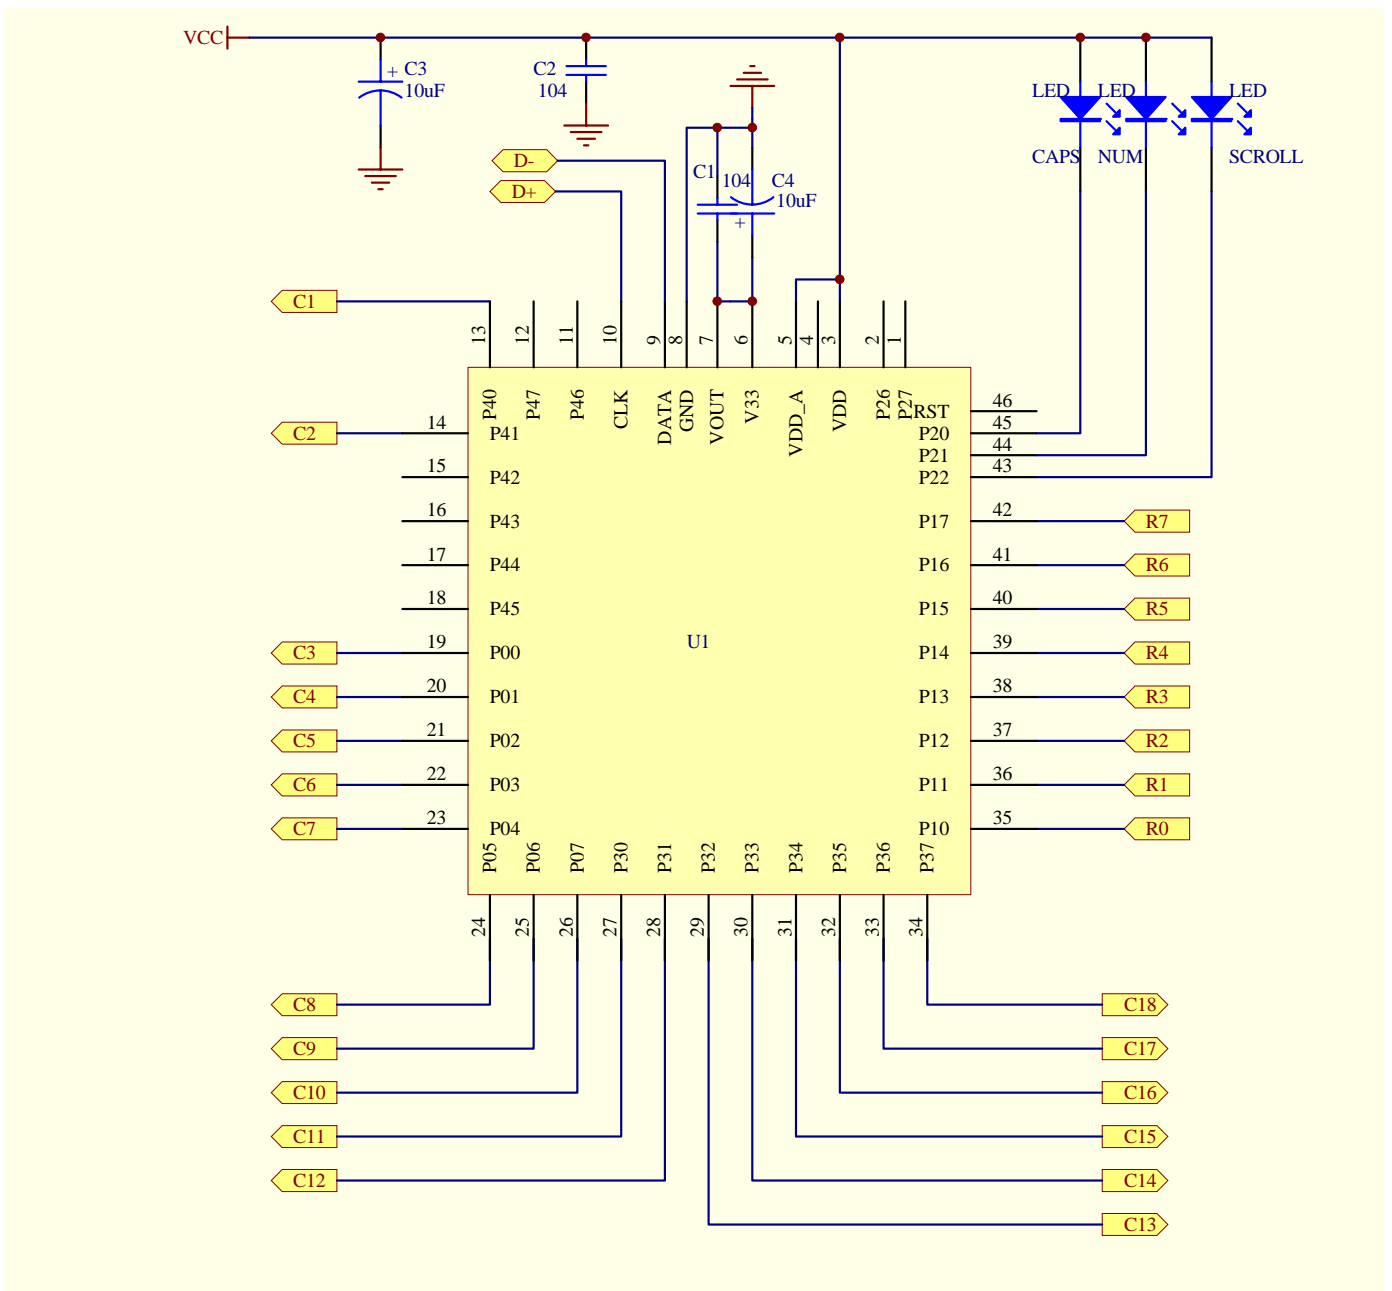 VCC
C3
10uF
C2
104
LED
LED
LED
CAPS
NUM
SCROLL
D-
D+
C1
104
C4
10uF
C1
13
12
11
10
9
8
7
6
5
4
3
2
1
P40
P47
P46
CLK
DATA
GND
VOUT
V33
VDD_A
VDD
P26
P27
RST
46
C2
14
P41
P20
45
P21
44
15
P42
P22
43
16
P43
P17
42
R7
17
P44
P16
41
R6
18
P45
P15
40
R5
U1
C3
19
P00
P14
39
R4
C4
20
P01
P13
38
R3
C5
21
P02
P12
37
R2
C6
22
P03
P11
36
R1
C7
23
P04
P10
35
R0
P05
P06
P07
P30
P31
P32
P33
P34
P35
P36
P37
24
25
26
27
28
29
30
31
32
33
34
C8
C18
C9
C17
C10
C16
C11
C15
C12
C14
C13